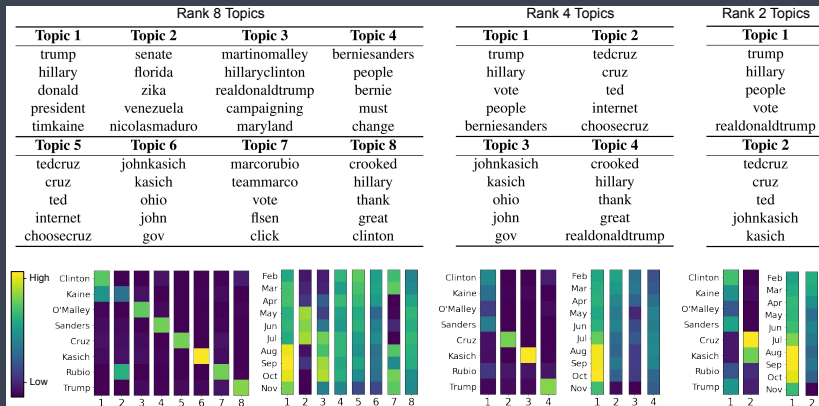 Rank 8 Topics
Topic 1 Topic 2 Topic 3 Topic 4
trump senate martinomalley berniesanders
hillary florida hillaryclinton people
donald zika realdonaldtrump bernie
president venezuela campaigning must
timkaine nicolasmaduro maryland change
Topic 5 Topic 6 Topic 7 Topic 8
tedcruz johnkasich marcorubio crooked
cruz kasich teammarco hillary
ted ohio vote thank
internet john flsen great
choosecruz gov click clinton
Rank 4 Topics
Topic 1 Topic 2
trump tedcruz
hillary cruz
vote ted
people internet
berniesanders choosecruz
Topic 3 Topic 4
johnkasich crooked
kasich hillary
ohio thank
john great
gov realdonaldtrump
Rank 2 Topics
Topic 1
trump
hillary
people
vote
realdonaldtrump
Topic 2
tedcruz
cruz
ted
johnkasich
kasich
High
Low
Clinton
Kaine
O'Malley
Sanders
Cruz
Kasich
Rubio
Trump
1 2 3 4 5 6 7 8
Feb
Mar
Apr
May
Jun
Jul
Aug
Sep
Oct
Nov
1 2 3 4 5 6 7 8
Clinton
Kaine
O'Malley
Sanders
Cruz
Kasich
Rubio
Trump
1 2 3 4
Feb
Mar
Apr
May
Jun
Jul
Aug
Sep
Oct
Nov
1 2 3 4
Clinton
Kaine
O'Malley
Sanders
Cruz
Kasich
Rubio
Trump
1 2
Feb
Mar
Apr
May
Jun
Jul
Aug
Sep
Oct
Nov
1 2